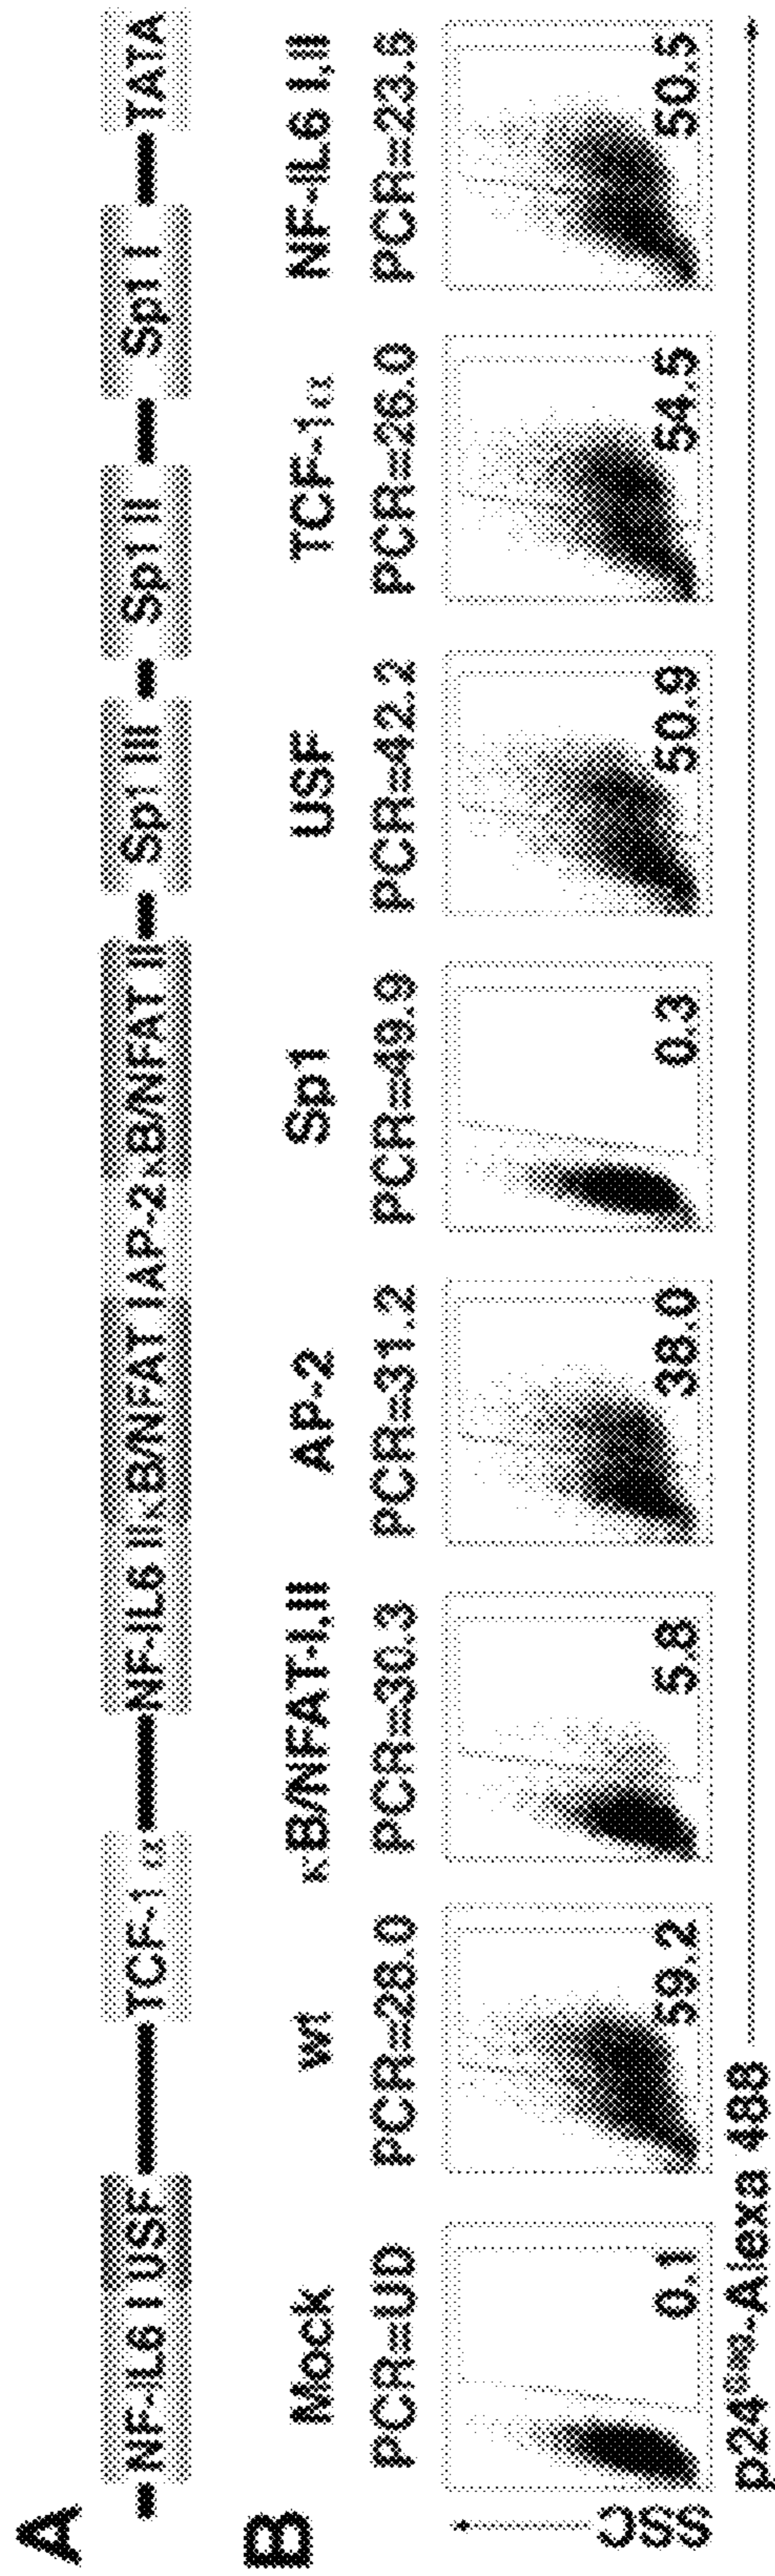 A
NF-IL6 I USF TCF-1 α NF-IL6 II κB/NFAT I AP-2 κB/NFAT II Sp1 III Sp1 II Sp1 I TATA
B
Mock wt κB/NFAT-I,II AP-2 Sp1 USF TCF-1α NF-IL6 I,II
PCR=UD PCR=28.0 PCR=30.3 PCR=31.2 PCR=49.9 PCR=42.2 PCR=26.0 PCR=23.6
SSC
0.1 59.2 5.8 38.0 0.3 50.9 54.5 50.5
p24gag-Alexa 488